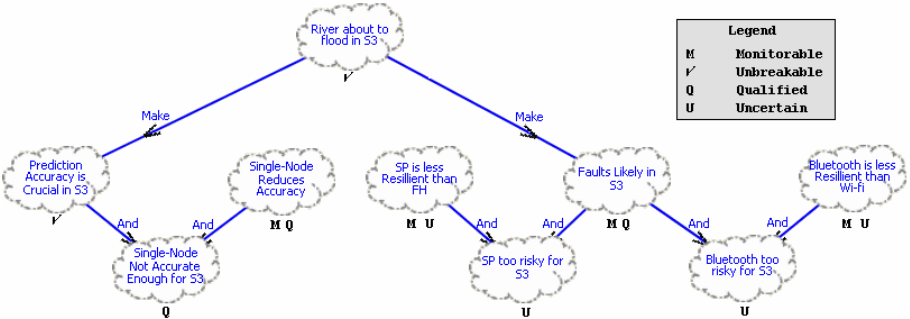 River about to
flood in S3
√
Legend
M Monitorable
√ Unbreakable
Q Qualified
U Uncertain
Make
Make
Prediction
Accuracy is
Crucial in S3
√
Single-Node
Reduces
Accuracy
M Q
SP is less
Resillient than
FH
M U
Faults Likely in
S3
M Q
Bluetooth is less
Resillient than
Wi-fi
M U
And
And
And
And
And
And
Single-Node
Not Accurate
Enough for S3
Q
SP too risky for
S3
U
Bluetooth too
risky for S3
U